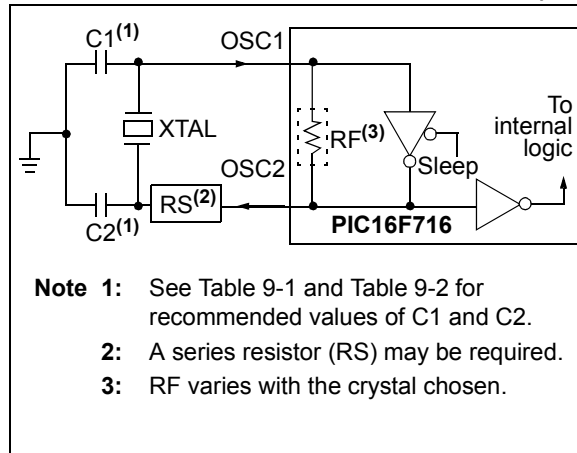 C1(1)
OSC1
XTAL
RF(3)
To
internal
logic
Sleep
OSC2
C2(1)
RS(2)
PIC16F716
Note 1: See Table 9-1 and Table 9-2 for
recommended values of C1 and C2.
2: A series resistor (RS) may be required.
3: RF varies with the crystal chosen.